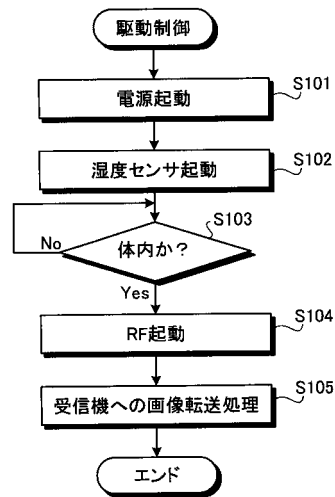 駆動制御
S101
電源起動
S102
湿度センサ起動
S103
体内か?
No
Yes
S104
RF起動
S105
受信機への画像転送処理
エンド